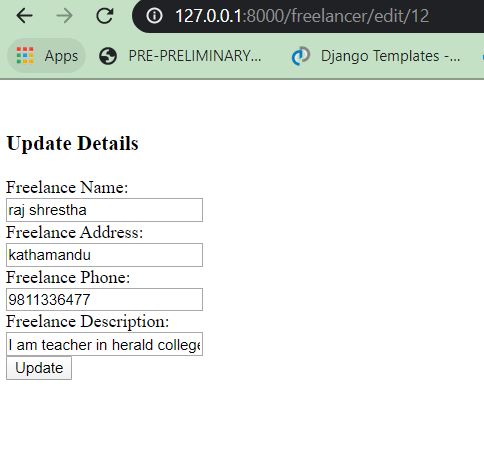 127.0.0.1:8000/freelancer/edit/12
Apps PRE-PRELIMINARY... Django Templates -...
Update Details
Freelance Name:
raj shrestha
Freelance Address:
kathamandu
Freelance Phone:
9811336477
Freelance Description:
I am teacher in herald college
Update